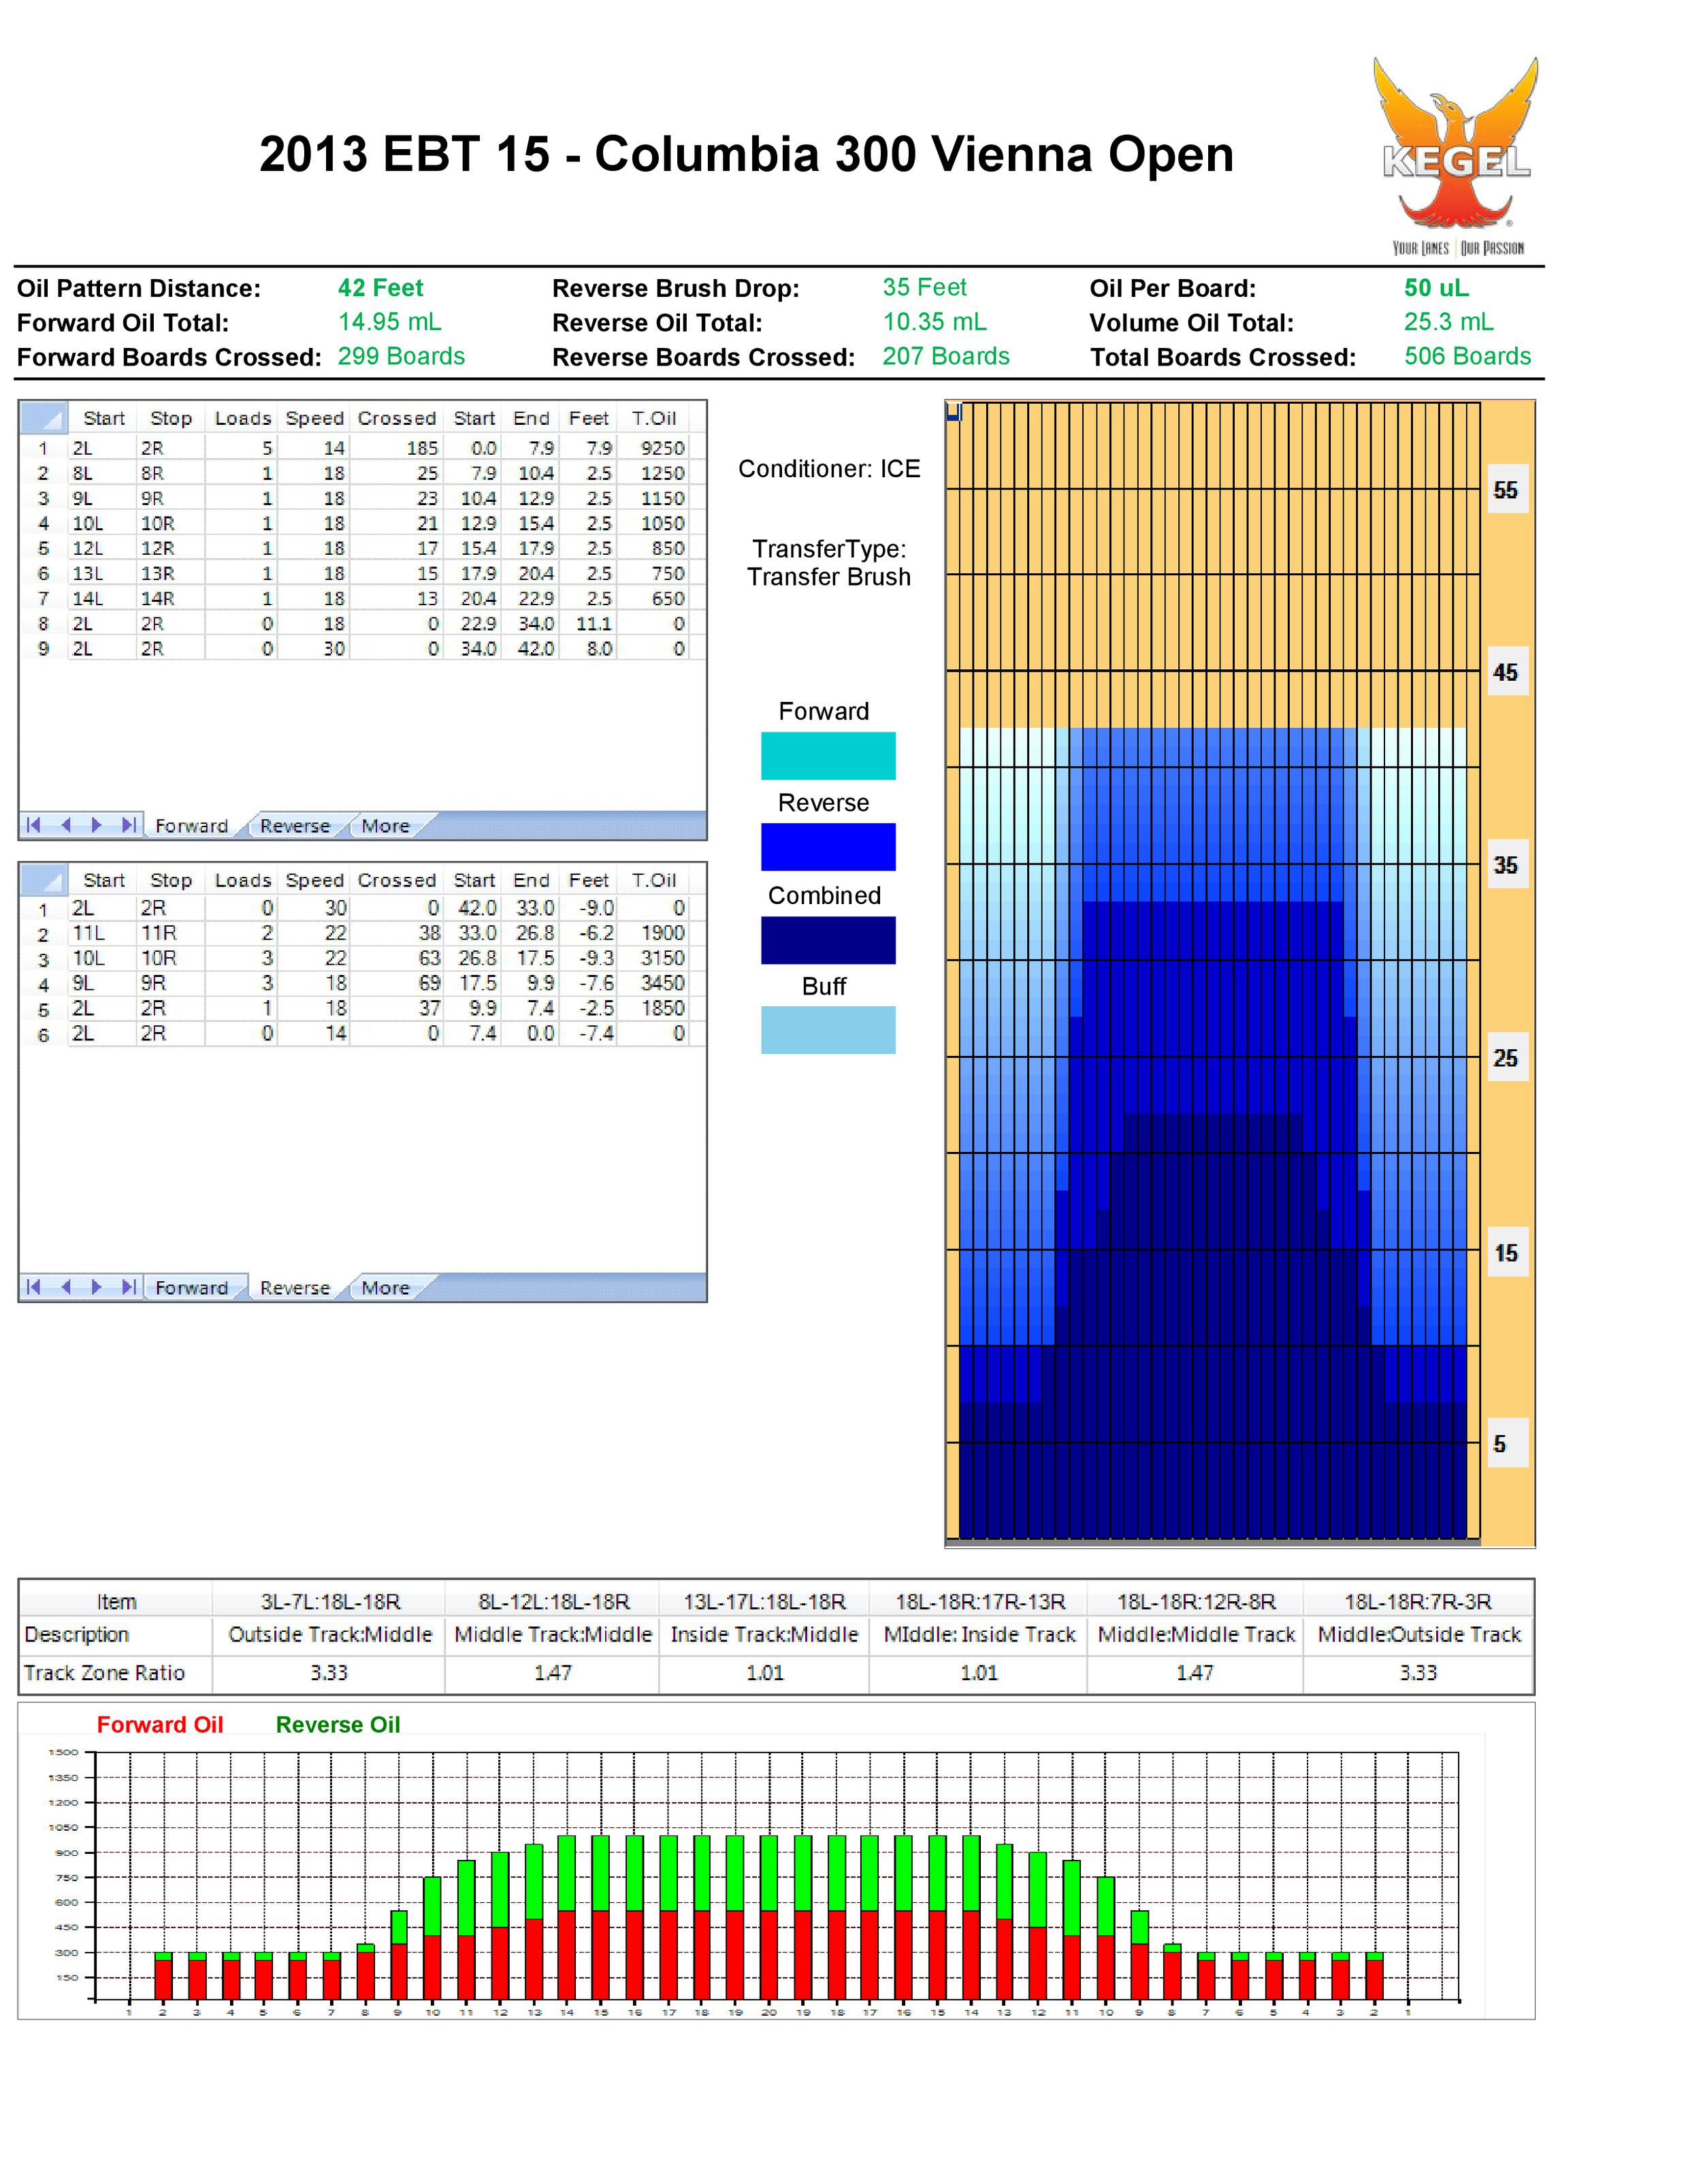 2013 EBT 15 - Columbia 300 Vienna Open
KEGEL
®
YOUR LANES | OUR PASSION
Oil Pattern Distance: 42 Feet Reverse Brush Drop: 35 Feet Oil Per Board: 50 uL
Forward Oil Total: 14.95 mL Reverse Oil Total: 10.35 mL Volume Oil Total: 25.3 mL
Forward Boards Crossed: 299 Boards Reverse Boards Crossed: 207 Boards Total Boards Crossed: 506 Boards
Start Stop Loads Speed Crossed Start End Feet T.Oil
1 2L 2R 5 14 185 0.0 7.9 7.9 9250
2 8L 8R 1 18 25 7.9 10.4 2.5 1250
3 9L 9R 1 18 23 10.4 12.9 2.5 1150
4 10L 10R 1 18 21 12.9 15.4 2.5 1050
5 12L 12R 1 18 17 15.4 17.9 2.5 850
6 13L 13R 1 18 15 17.9 20.4 2.5 750
7 14L 14R 1 18 13 20.4 22.9 2.5 650
8 2L 2R 0 18 0 22.9 34.0 11.1 0
9 2L 2R 0 30 0 34.0 42.0 8.0 0
Forward Reverse More
Start Stop Loads Speed Crossed Start End Feet T.Oil
1 2L 2R 0 30 0 42.0 33.0 -9.0 0
2 11L 11R 2 22 38 33.0 26.8 -6.2 1900
3 10L 10R 3 22 63 26.8 17.5 -9.3 3150
4 9L 9R 3 18 69 17.5 9.9 -7.6 3450
5 2L 2R 1 18 37 9.9 7.4 -2.5 1850
6 2L 2R 0 14 0 7.4 0.0 -7.4 0
Forward Reverse More
Conditioner: ICE
TransferType:
Transfer Brush
Forward
Reverse
Combined
Buff
55
45
35
25
15
5
Item 3L-7L:18L-18R 8L-12L:18L-18R 13L-17L:18L-18R 18L-18R:17R-13R 18L-18R:12R-8R 18L-18R:7R-3R
Description Outside Track:Middle Middle Track:Middle Inside Track:Middle MIddle: Inside Track Middle:Middle Track Middle:Outside Track
Track Zone Ratio 3.33 1.47 1.01 1.01 1.47 3.33
Forward Oil Reverse Oil
1500
1350
1200
1050
900
750
600
450
300
150
1 2 3 4 5 6 7 8 9 10 11 12 13 14 15 16 17 18 19 20 19 18 17 16 15 14 13 12 11 10 9 8 7 6 5 4 3 2 1